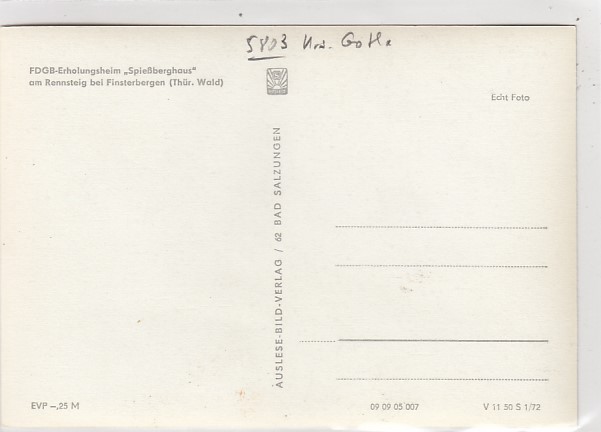 5803 Krs. Gotha
FDGB-Erholungsheim „Spießberghaus"
am Rennsteig bei Finsterbergen (Thür. Wald)
Echt Foto
AUSLESE-BILD-VERLAG / 62 BAD SALZUNGEN
EVP –,25 M
09 09 05 007
V 11 50 S 1/72